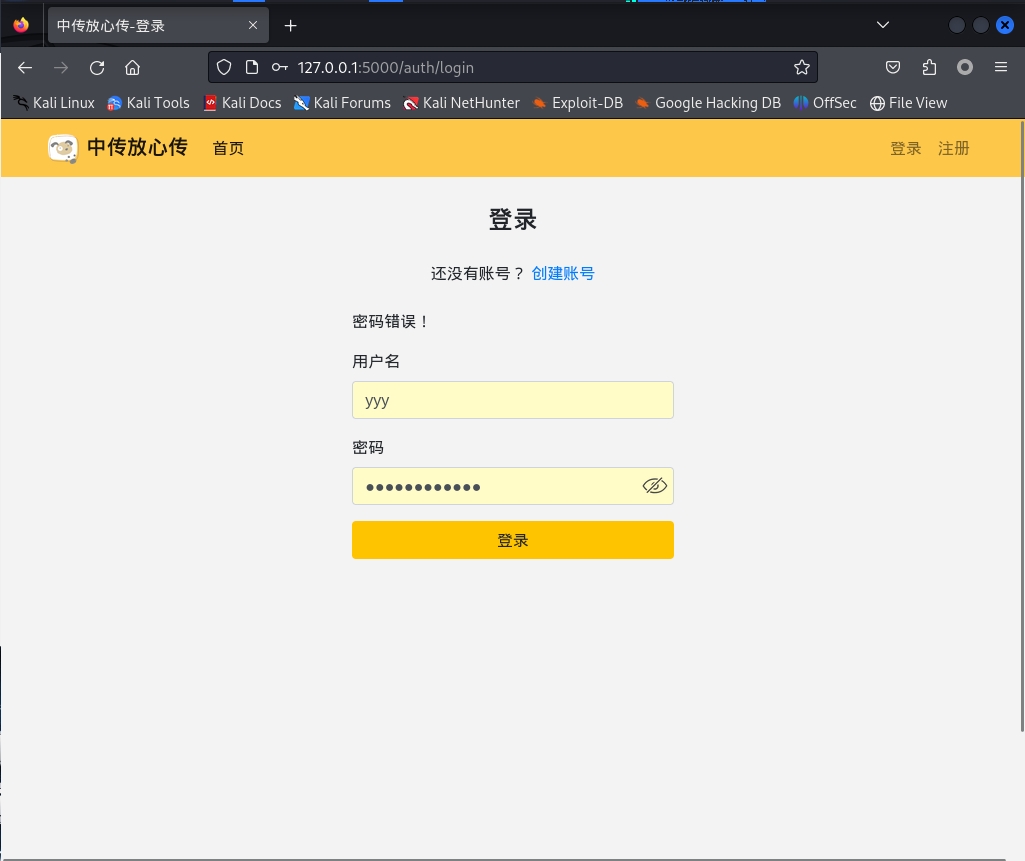 中传放心传-登录
127.0.0.1:5000/auth/login
Kali Linux Kali Tools Kali Docs Kali Forums Kali NetHunter Exploit-DB Google Hacking DB OffSec File View
中传放心传 首页 登录 注册
登录
还没有账号？ 创建账号
密码错误！
用户名
yyy
密码
●●●●●●●●●●●●
登录